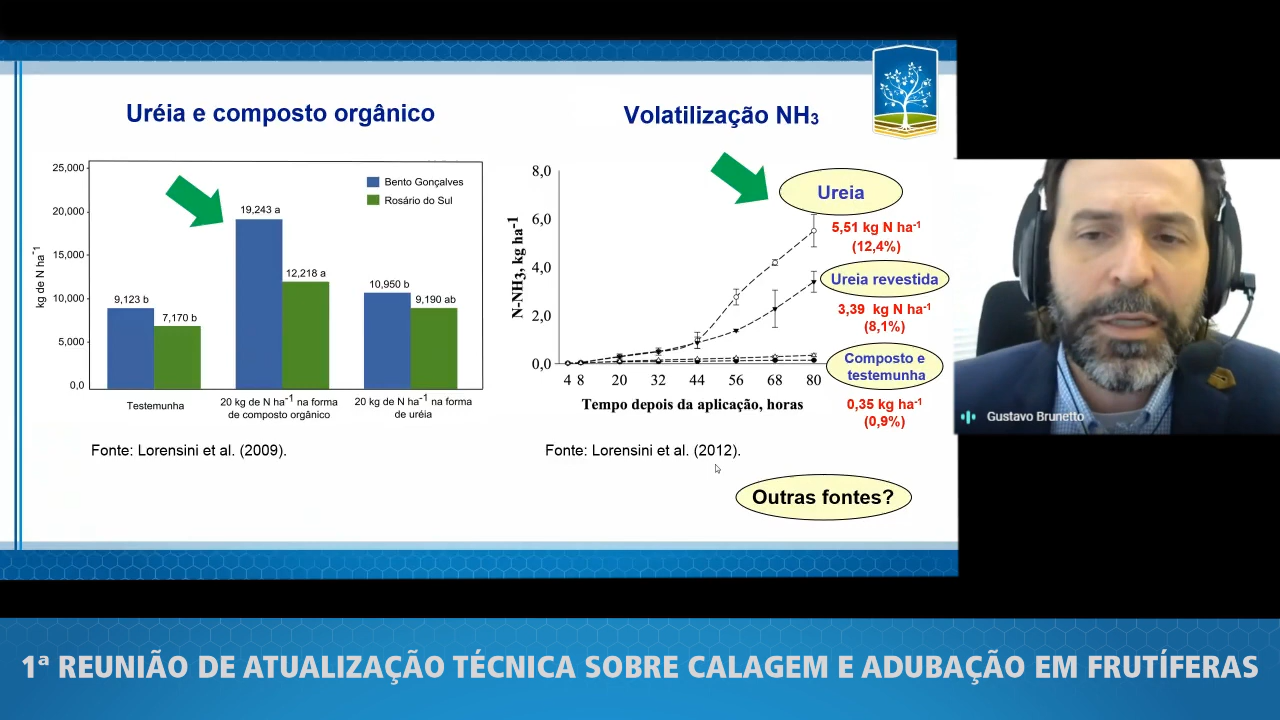 Uréia e composto orgânico
25,000
20,000
15,000
10,000
5,000
0,0
kg de N ha-1
Bento Gonçalves
Rosário do Sul
9,123 b
7,170 b
19,243 a
12,218 a
10,950 b
9,190 ab
Testemunha
20 kg de N ha-1 na forma
de composto orgânico
20 kg de N ha-1 na forma
de uréia
Fonte: Lorensini et al. (2009).
Volatilização NH3
8,0
6,0
4,0
2,0
0,0
N-NH3, kg ha-1
4 8 20 32 44 56 68 80
Tempo depois da aplicação, horas
Ureia
5,51 kg N ha-1
(12,4%)
Ureia revestida
3,39 kg N ha-1
(8,1%)
Composto e
testemunha
0,35 kg ha-1
(0,9%)
Fonte: Lorensini et al. (2012).
Outras fontes?
Gustavo Brunetto
1ª REUNIÃO DE ATUALIZAÇÃO TÉCNICA SOBRE CALAGEM E ADUBAÇÃO EM FRUTÍFERAS